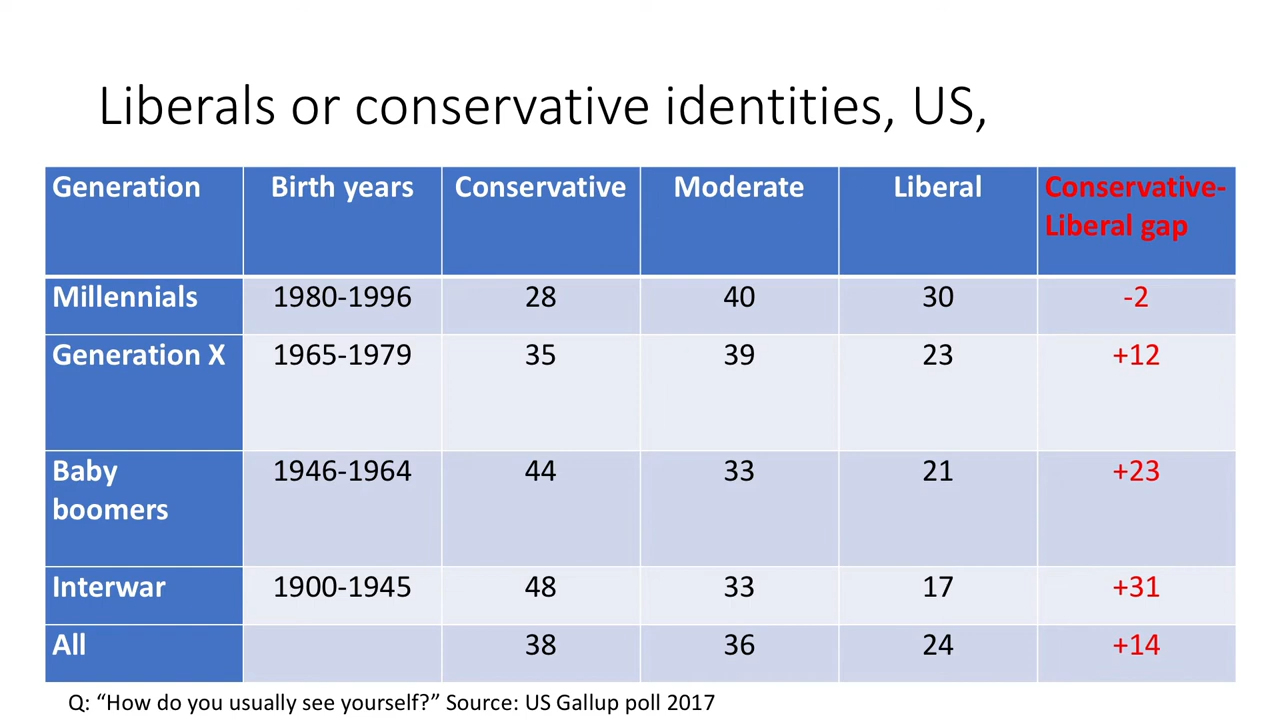 Liberals or conservative identities, US,
Generation Birth years Conservative Moderate Liberal Conservative-
Liberal gap
Millennials 1980-1996 28 40 30 -2
Generation X 1965-1979 35 39 23 +12
Baby 1946-1964 44 33 21 +23
boomers
Interwar 1900-1945 48 33 17 +31
All 38 36 24 +14
Q: “How do you usually see yourself?” Source: US Gallup poll 2017